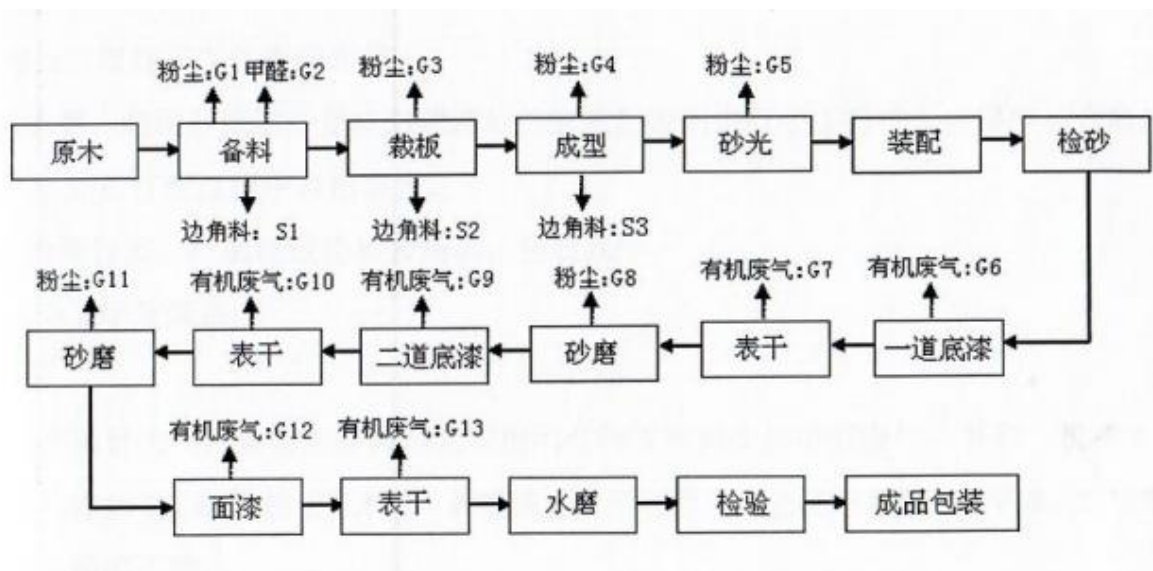 粉尘:G1 甲醛:G2 粉尘:G3 粉尘:G4 粉尘:G5
原木 备料 裁板 成型 砂光 装配 检砂
边角料: S1 边角料:S2 边角料:S3
粉尘:G11 有机废气:G10 有机废气:G9 粉尘:G8 有机废气:G7 有机废气:G6
砂磨 表干 二道底漆 砂磨 表干 一道底漆
有机废气:G12 有机废气:G13
面漆 表干 水磨 检验 成品包装